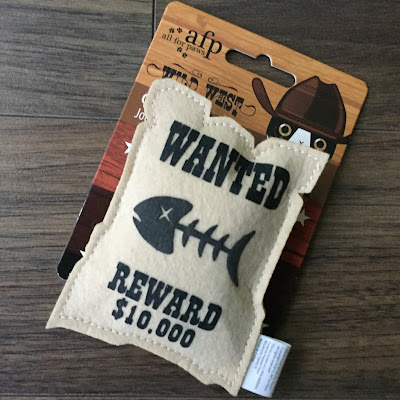 afp
all for paws
WILD WEST
WANTED
REWARD
$10,000